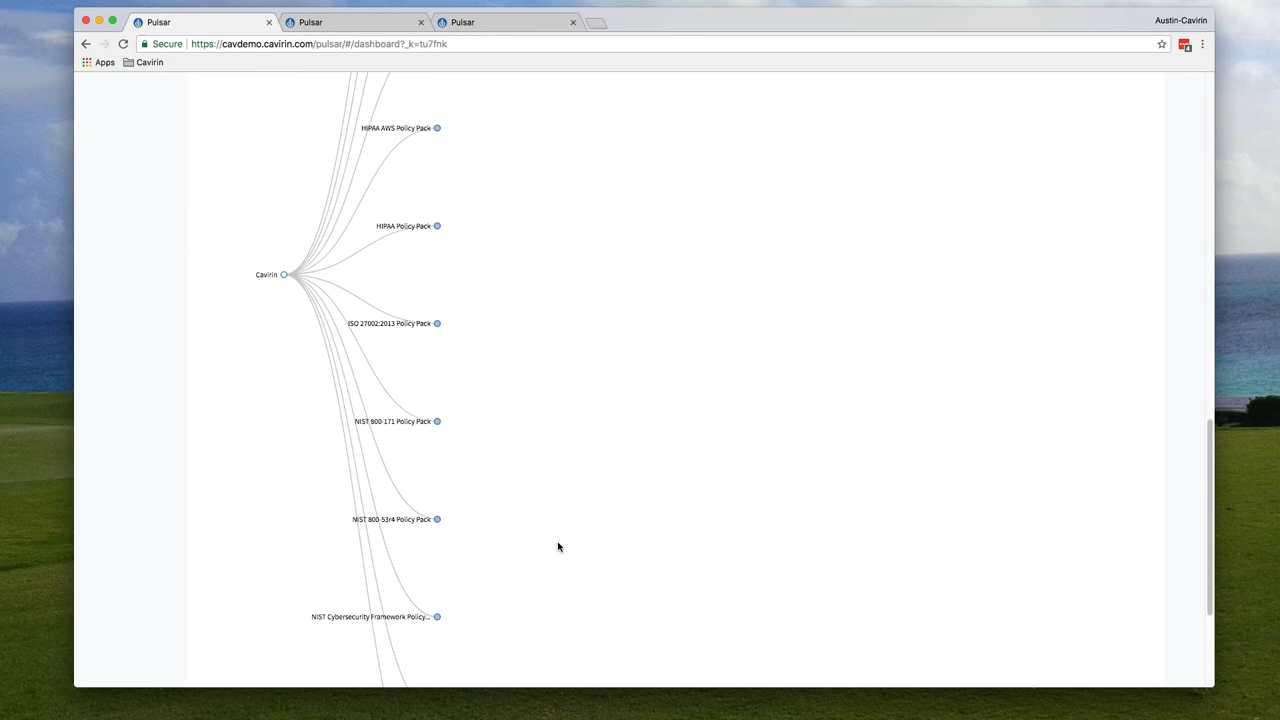 Pulsar
Pulsar
Pulsar
Austin-Cavirin
Secure
https://cavdemo.cavirin.com/pulsar/#/dashboard?_k=tu7fnk
Apps
Cavirin
HIPAA AWS Policy Pack
HIPAA Policy Pack
Cavirin
ISO 27002:2013 Policy Pack
NIST 800-171 Policy Pack
NIST 800-53r4 Policy Pack
NIST Cybersecurity Framework Policy...